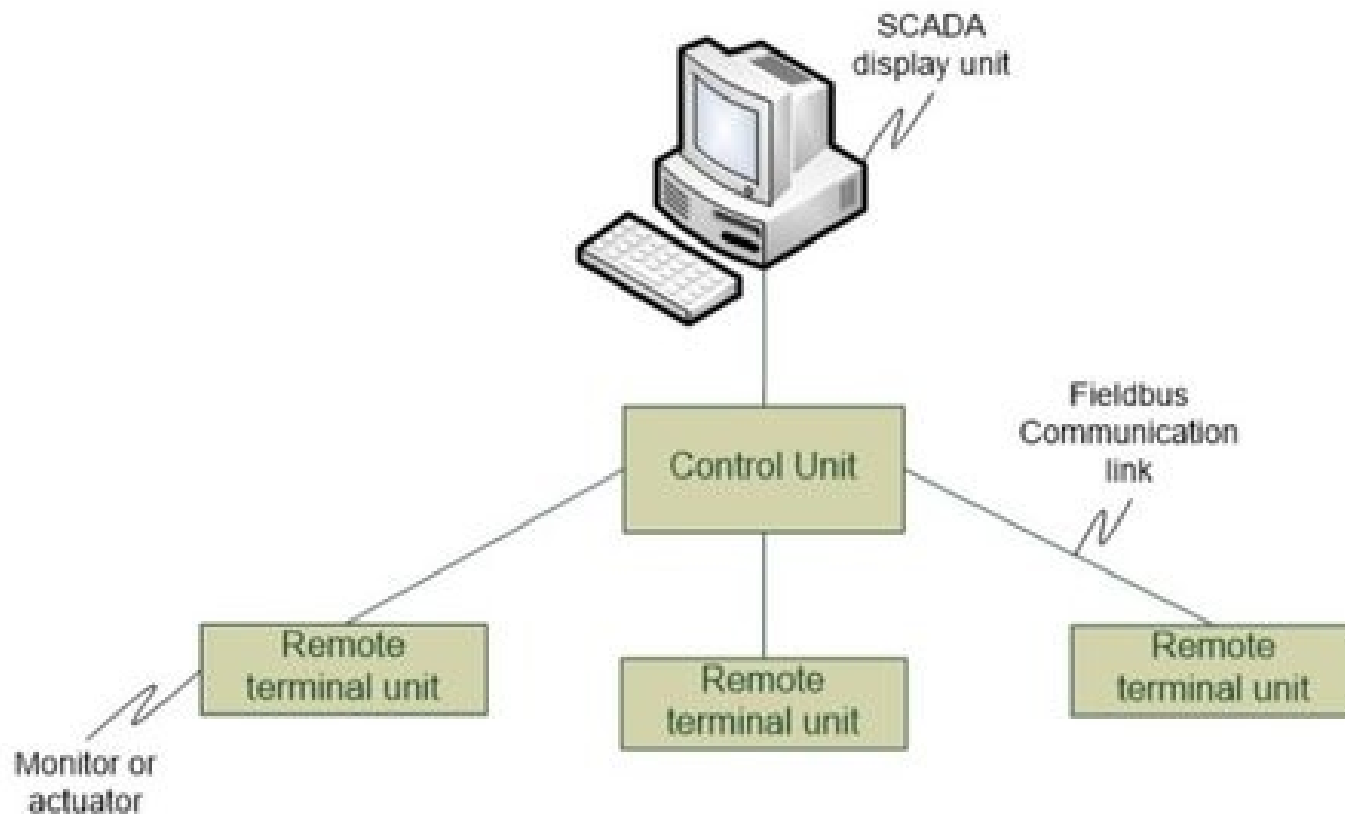 SCADA
display unit
Fieldbus
Communication
link
Control Unit
Remote
terminal unit
Remote
terminal unit
Remote
terminal unit
Monitor or
actuator